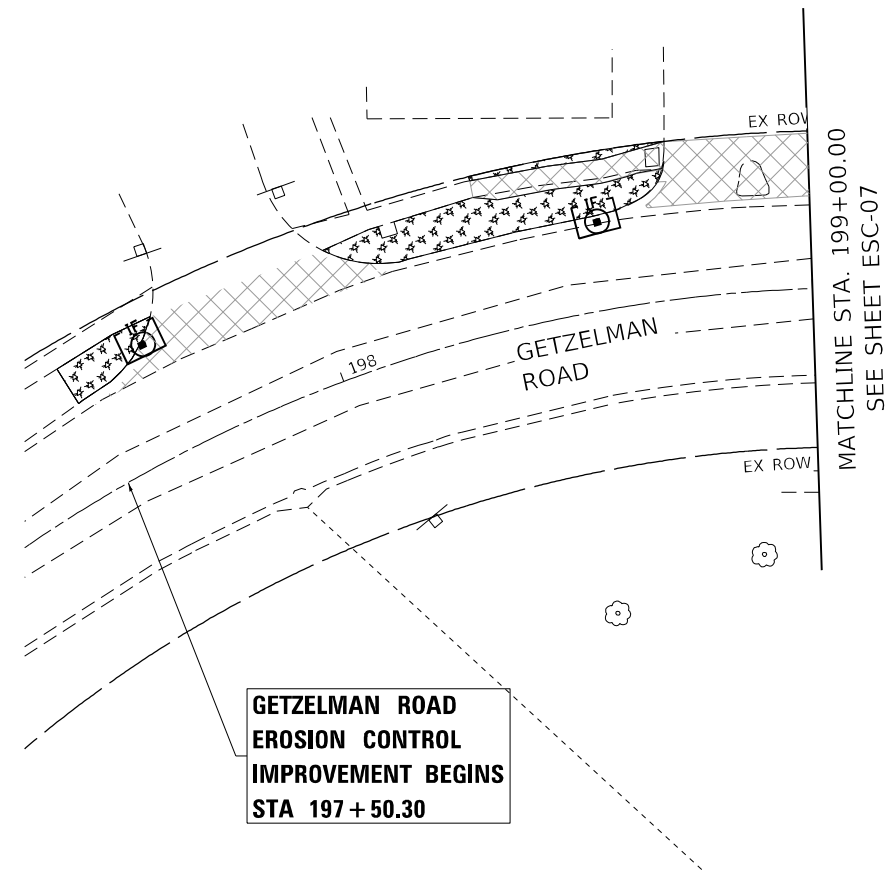 EX ROW
MATCHLINE STA. 199+00.00
SEE SHEET ESC-07
IF
IF
198
GETZELMAN
ROAD
EX ROW
GETZELMAN ROAD
EROSION CONTROL
IMPROVEMENT BEGINS
STA 197+50.30